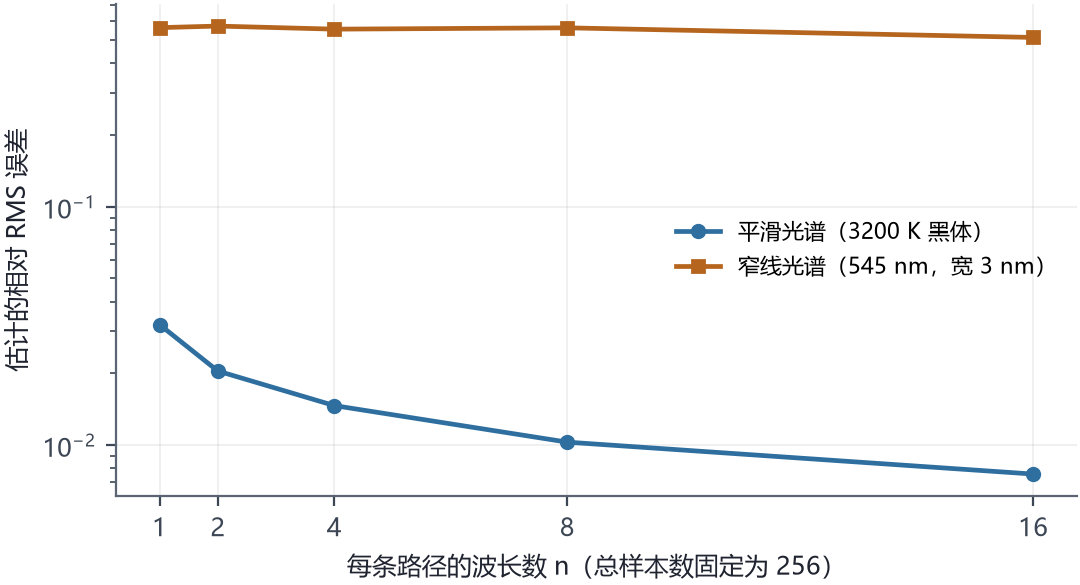 估计的相对 RMS 误差
10⁻¹
10⁻²
平滑光谱（3200 K 黑体）
窄线光谱（545 nm，宽 3 nm）
1 2 4 8 16
每条路径的波长数 n（总样本数固定为 256）